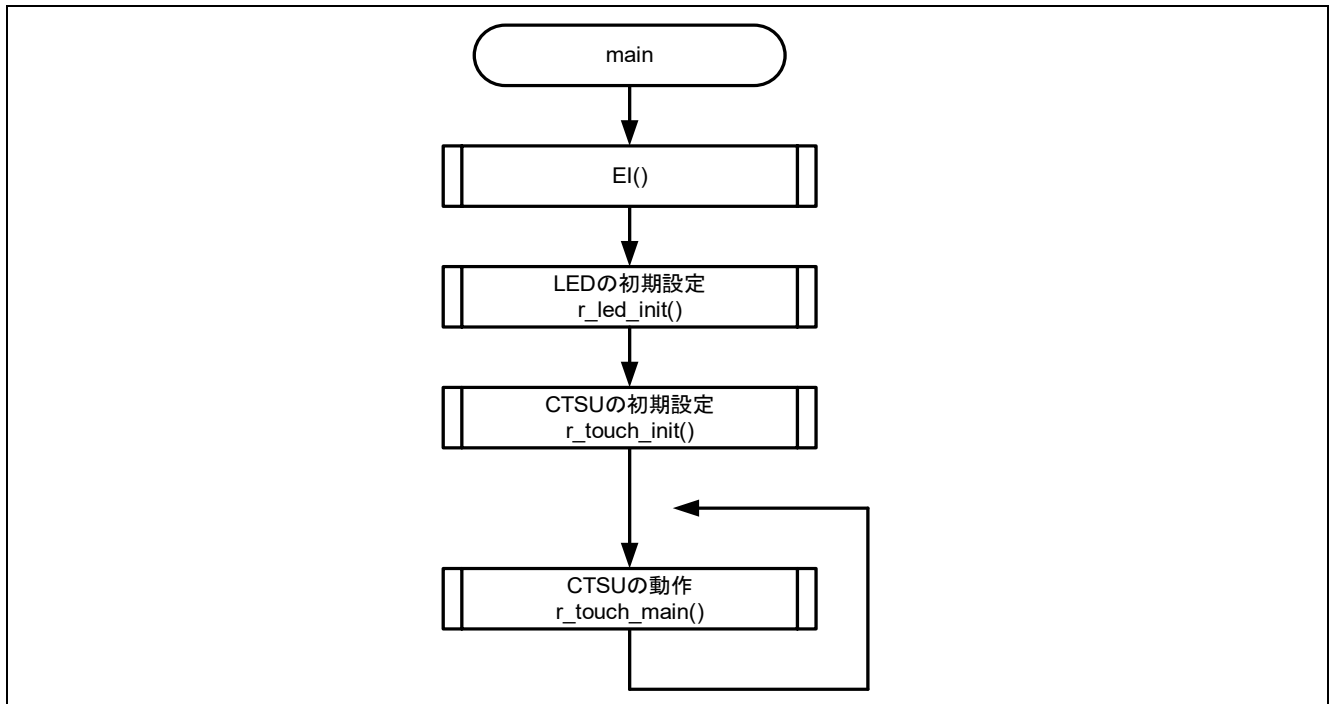 main
EI()
LEDの初期設定
r_led_init()
CTSUの初期設定
r_touch_init()
CTSUの動作
r_touch_main()